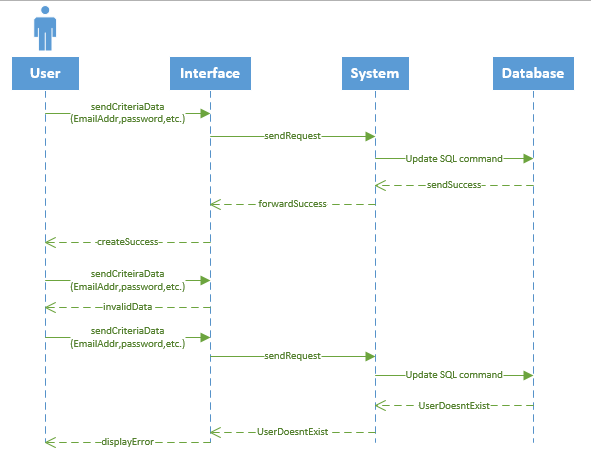 User
Interface
System
Database
sendCriteriaData
(EmailAddr,password,etc.)
sendRequest
Update SQL command
sendSuccess
forwardSuccess
createSuccess
sendCriteiraData
(EmailAddr,password,etc.)
invalidData
sendCriteriaData
(EmailAddr,password,etc.)
sendRequest
Update SQL command
UserDoesntExist
UserDoesntExist
displayError